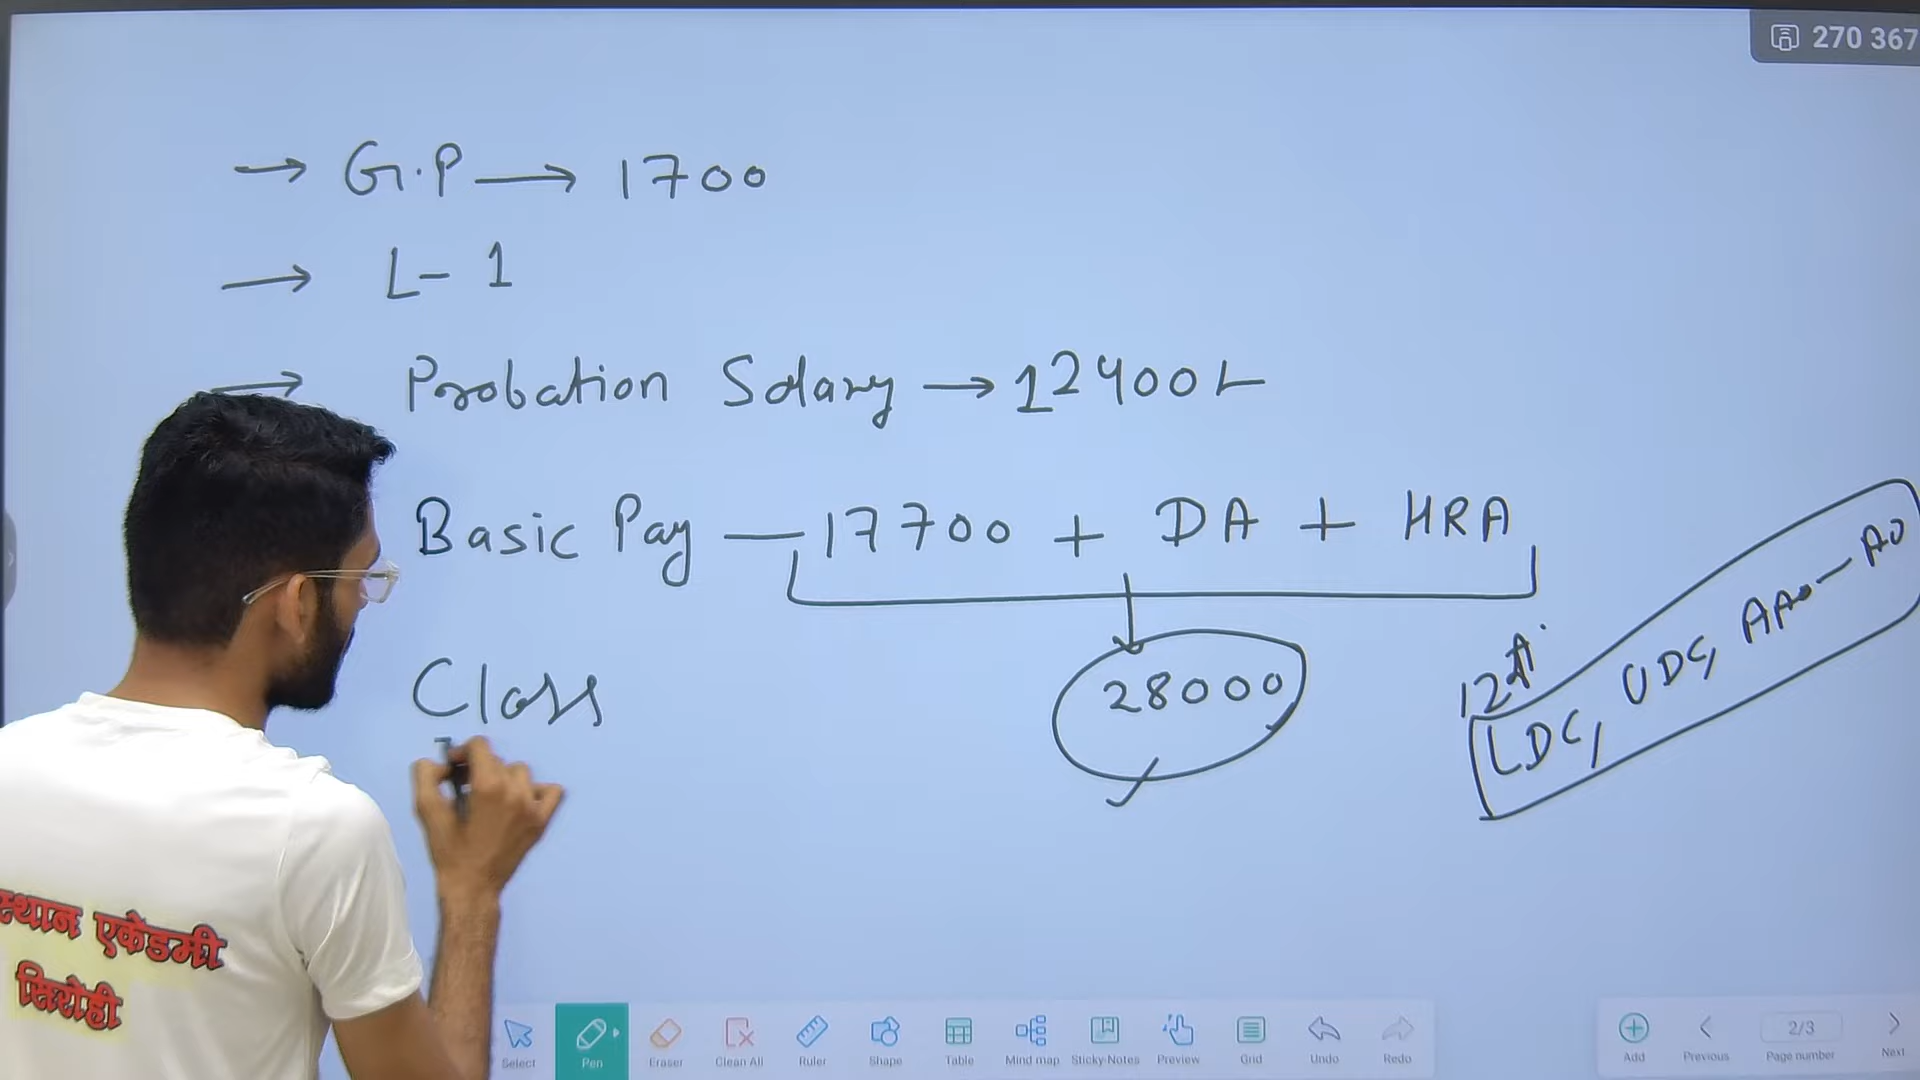 270 367
→ G.P → 1700
→ L- 1
→ Probation Salary → 12400
Basic Pay — 17700 + DA + HRA
28000
Class
12th
LDC, UDC, AAO — AO
स्थान एकेडमी
सिरोही
Select Pen Eraser Clean All Ruler Shape Table Mind map Sticky Notes Preview Grid Undo Redo Add Previous 2/3 Page number Next